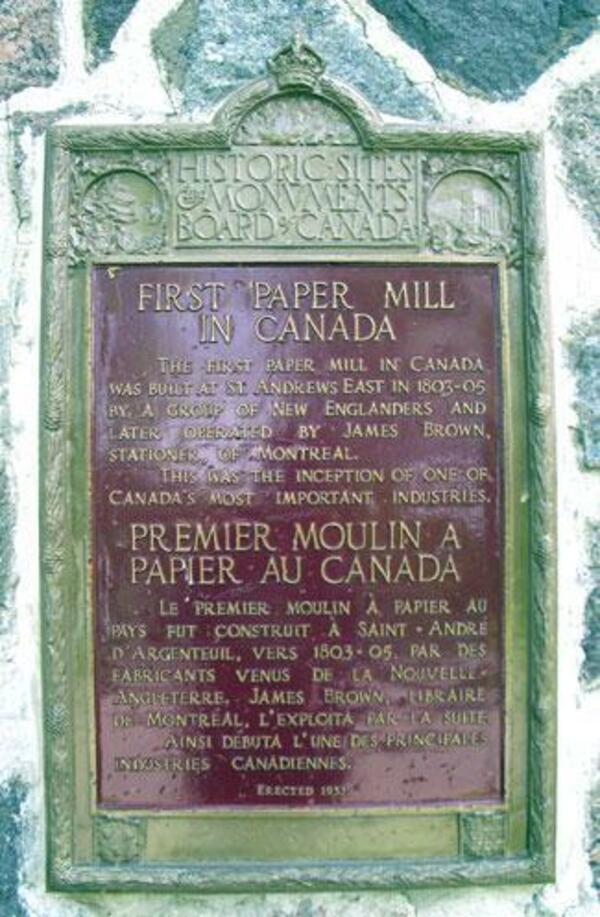 HISTORIC SITES
& MONVMENTS
BOARD of CANADA
FIRST PAPER MILL
IN CANADA
THE FIRST PAPER MILL IN CANADA
WAS BUILT AT ST. ANDREWS EAST IN 1803-05
BY A GROUP OF NEW ENGLANDERS AND
LATER OPERATED BY JAMES BROWN,
STATIONER, OF MONTREAL.
THIS WAS THE INCEPTION OF ONE OF
CANADA'S MOST IMPORTANT INDUSTRIES.
PREMIER MOULIN A
PAPIER AU CANADA
LE PREMIER MOULIN À PAPIER AU
PAYS FUT CONSTRUIT À SAINT-ANDRÉ
D'ARGENTEUIL, VERS 1803-05, PAR DES
FABRICANTS VENUS DE LA NOUVELLE-
ANGLETERRE. JAMES BROWN, LIBRAIRE
DE MONTRÉAL, L'EXPLOITA PAR LA SUITE
AINSI DÉBUTA L'UNE DES PRINCIPALES
INDUSTRIES CANADIENNES.
ERECTED